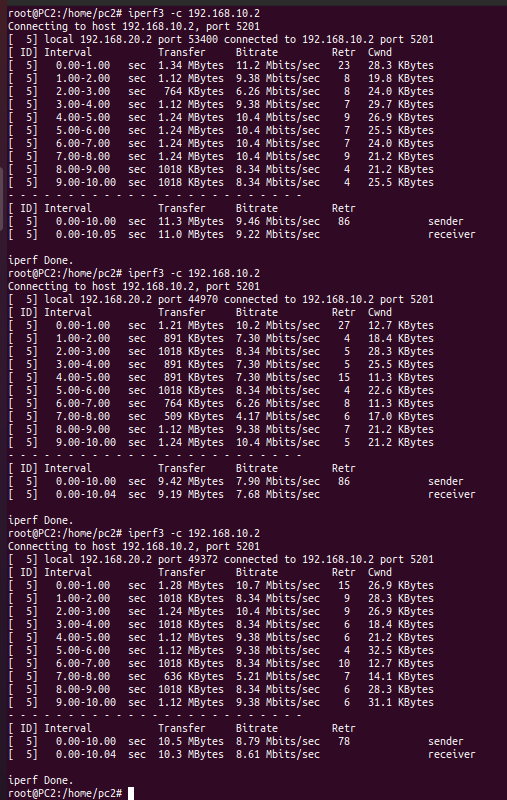 root@PC2:/home/pc2# iperf3 -c 192.168.10.2
Connecting to host 192.168.10.2, port 5201
[  5] local 192.168.20.2 port 53400 connected to 192.168.10.2 port 5201
[ ID] Interval           Transfer     Bitrate         Retr  Cwnd
[  5]   0.00-1.00   sec  1.34 MBytes  11.2 Mbits/sec   23   28.3 KBytes
[  5]   1.00-2.00   sec  1.12 MBytes  9.38 Mbits/sec    8   19.8 KBytes
[  5]   2.00-3.00   sec   764 KBytes  6.26 Mbits/sec    8   24.0 KBytes
[  5]   3.00-4.00   sec  1.12 MBytes  9.38 Mbits/sec    7   29.7 KBytes
[  5]   4.00-5.00   sec  1.24 MBytes  10.4 Mbits/sec    9   26.9 KBytes
[  5]   5.00-6.00   sec  1.24 MBytes  10.4 Mbits/sec    7   25.5 KBytes
[  5]   6.00-7.00   sec  1.24 MBytes  10.4 Mbits/sec    7   24.0 KBytes
[  5]   7.00-8.00   sec  1.24 MBytes  10.4 Mbits/sec    9   21.2 KBytes
[  5]   8.00-9.00   sec  1018 KBytes  8.34 Mbits/sec    4   21.2 KBytes
[  5]   9.00-10.00  sec  1018 KBytes  8.34 Mbits/sec    4   25.5 KBytes
- - - - - - - - - - - - - - - - - - - - - - - - -
[ ID] Interval           Transfer     Bitrate         Retr
[  5]   0.00-10.00  sec  11.3 MBytes  9.46 Mbits/sec   86             sender
[  5]   0.00-10.05  sec  11.0 MBytes  9.22 Mbits/sec                  receiver

iperf Done.
root@PC2:/home/pc2# iperf3 -c 192.168.10.2
Connecting to host 192.168.10.2, port 5201
[  5] local 192.168.20.2 port 44970 connected to 192.168.10.2 port 5201
[ ID] Interval           Transfer     Bitrate         Retr  Cwnd
[  5]   0.00-1.00   sec  1.21 MBytes  10.2 Mbits/sec   27   12.7 KBytes
[  5]   1.00-2.00   sec   891 KBytes  7.30 Mbits/sec    4   18.4 KBytes
[  5]   2.00-3.00   sec  1018 KBytes  8.34 Mbits/sec    5   28.3 KBytes
[  5]   3.00-4.00   sec   891 KBytes  7.30 Mbits/sec    5   25.5 KBytes
[  5]   4.00-5.00   sec   891 KBytes  7.30 Mbits/sec   15   11.3 KBytes
[  5]   5.00-6.00   sec  1018 KBytes  8.34 Mbits/sec    4   22.6 KBytes
[  5]   6.00-7.00   sec   764 KBytes  6.26 Mbits/sec    8   11.3 KBytes
[  5]   7.00-8.00   sec   509 KBytes  4.17 Mbits/sec    6   17.0 KBytes
[  5]   8.00-9.00   sec  1.12 MBytes  9.38 Mbits/sec    7   21.2 KBytes
[  5]   9.00-10.00  sec  1.24 MBytes  10.4 Mbits/sec    5   21.2 KBytes
- - - - - - - - - - - - - - - - - - - - - - - - -
[ ID] Interval           Transfer     Bitrate         Retr
[  5]   0.00-10.00  sec  9.42 MBytes  7.90 Mbits/sec   86             sender
[  5]   0.00-10.04  sec  9.19 MBytes  7.68 Mbits/sec                  receiver

iperf Done.
root@PC2:/home/pc2# iperf3 -c 192.168.10.2
Connecting to host 192.168.10.2, port 5201
[  5] local 192.168.20.2 port 49372 connected to 192.168.10.2 port 5201
[ ID] Interval           Transfer     Bitrate         Retr  Cwnd
[  5]   0.00-1.00   sec  1.28 MBytes  10.7 Mbits/sec   15   26.9 KBytes
[  5]   1.00-2.00   sec  1018 KBytes  8.34 Mbits/sec    9   28.3 KBytes
[  5]   2.00-3.00   sec  1.24 MBytes  10.4 Mbits/sec    9   26.9 KBytes
[  5]   3.00-4.00   sec  1018 KBytes  8.34 Mbits/sec    6   18.4 KBytes
[  5]   4.00-5.00   sec  1.12 MBytes  9.38 Mbits/sec    6   21.2 KBytes
[  5]   5.00-6.00   sec  1.12 MBytes  9.38 Mbits/sec    4   32.5 KBytes
[  5]   6.00-7.00   sec  1018 KBytes  8.34 Mbits/sec   10   12.7 KBytes
[  5]   7.00-8.00   sec   636 KBytes  5.21 Mbits/sec    7   14.1 KBytes
[  5]   8.00-9.00   sec  1018 KBytes  8.34 Mbits/sec    6   28.3 KBytes
[  5]   9.00-10.00  sec  1.12 MBytes  9.38 Mbits/sec    6   31.1 KBytes
- - - - - - - - - - - - - - - - - - - - - - - - -
[ ID] Interval           Transfer     Bitrate         Retr
[  5]   0.00-10.00  sec  10.5 MBytes  8.79 Mbits/sec   78             sender
[  5]   0.00-10.04  sec  10.3 MBytes  8.61 Mbits/sec                  receiver

iperf Done.
root@PC2:/home/pc2#